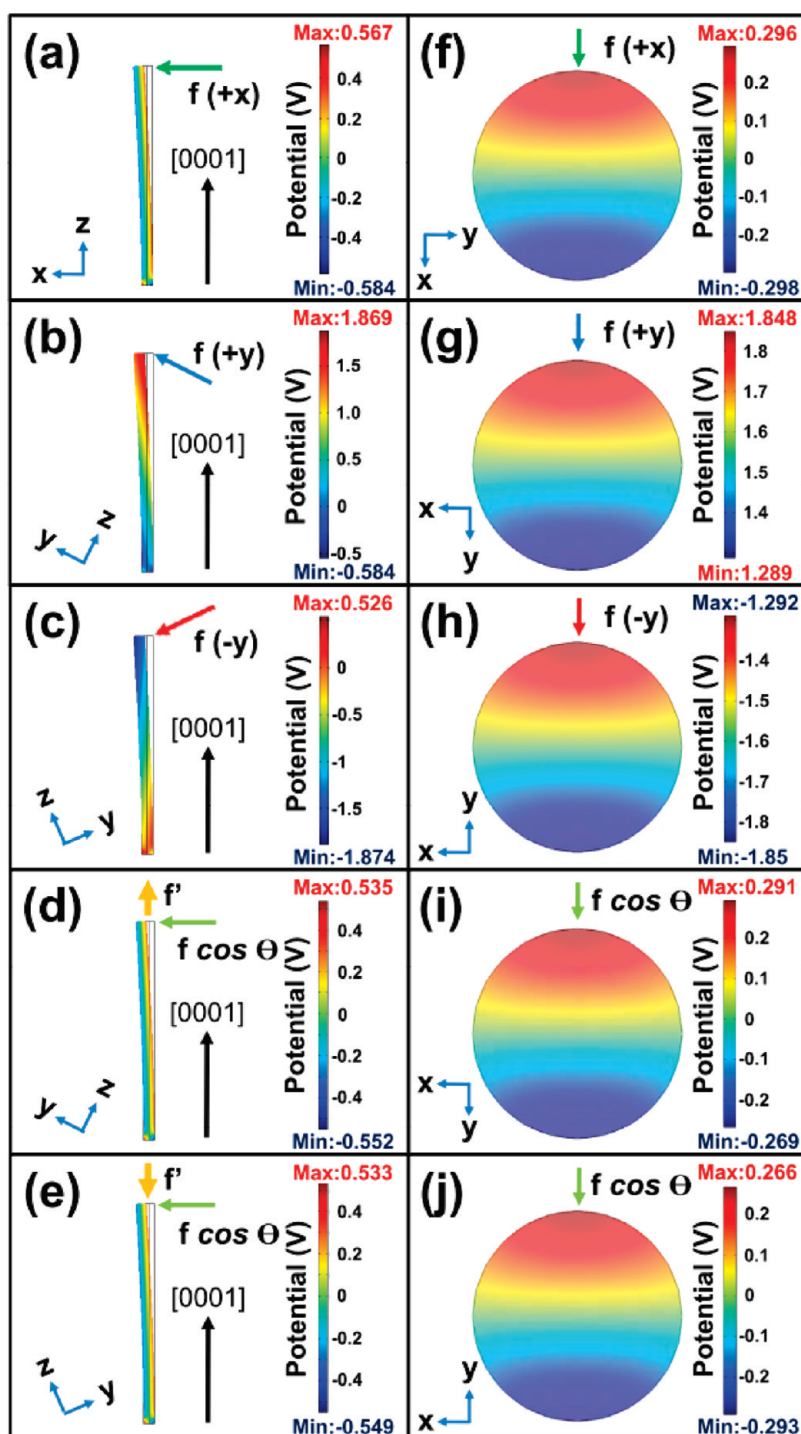 (a)
f (+x)
[0001]
z
x
Max:0.567
0.4
0.2
0
-0.2
-0.4
Potential (V)
Min:-0.584
(f)
f (+x)
y
x
Max:0.296
0.2
0.1
0
-0.1
-0.2
Potential (V)
Min:-0.298
(b)
f (+y)
[0001]
y
z
Max:1.869
1.5
1.0
0.5
0
-0.5
Potential (V)
Min:-0.584
(g)
f (+y)
x
y
Max:1.848
1.8
1.7
1.6
1.5
1.4
Potential (V)
Min:1.289
(c)
f (-y)
[0001]
z
y
Max:0.526
0
-0.5
-1
-1.5
Potential (V)
Min:-1.874
(h)
f (-y)
y
x
Max:-1.292
-1.4
-1.5
-1.6
-1.7
-1.8
Potential (V)
Min:-1.85
(d)
f'
f cos Θ
[0001]
y
z
Max:0.535
0.4
0.2
0
-0.2
-0.4
Potential (V)
Min:-0.552
(i)
f cos Θ
x
y
Max:0.291
0.2
0.1
0
-0.1
-0.2
Potential (V)
Min:-0.269
(e)
f'
f cos Θ
[0001]
z
y
Max:0.533
0.4
0.2
0
-0.2
-0.4
Potential (V)
Min:-0.549
(j)
f cos Θ
y
x
Max:0.266
0.2
0.1
0
-0.1
-0.2
Potential (V)
Min:-0.293